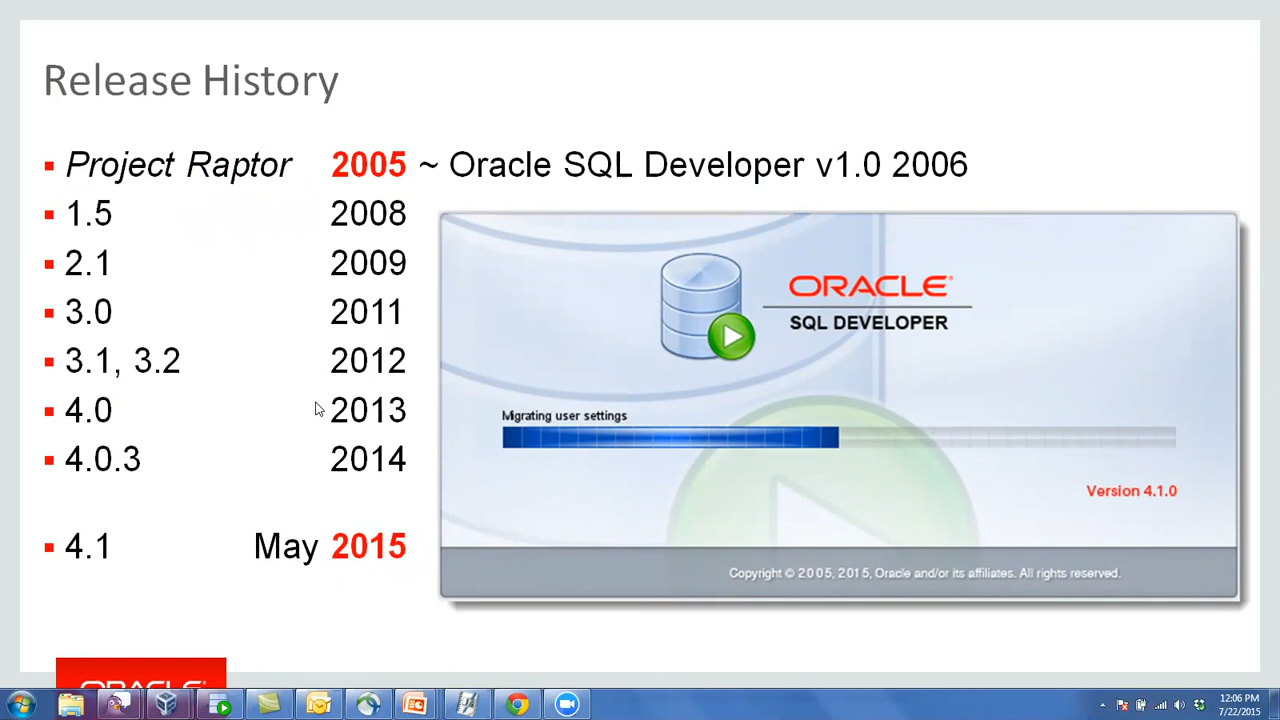 Release History
Project Raptor 2005 ~ Oracle SQL Developer v1.0 2006
1.5 2008
2.1 2009
3.0 2011
3.1, 3.2 2012
4.0 2013
4.0.3 2014
4.1 May 2015
ORACLE®
SQL DEVELOPER
Migrating user settings
Version 4.1.0
Copyright © 2005, 2015, Oracle and/or its affiliates. All rights reserved.
ORACLE
12:06 PM
7/22/2015